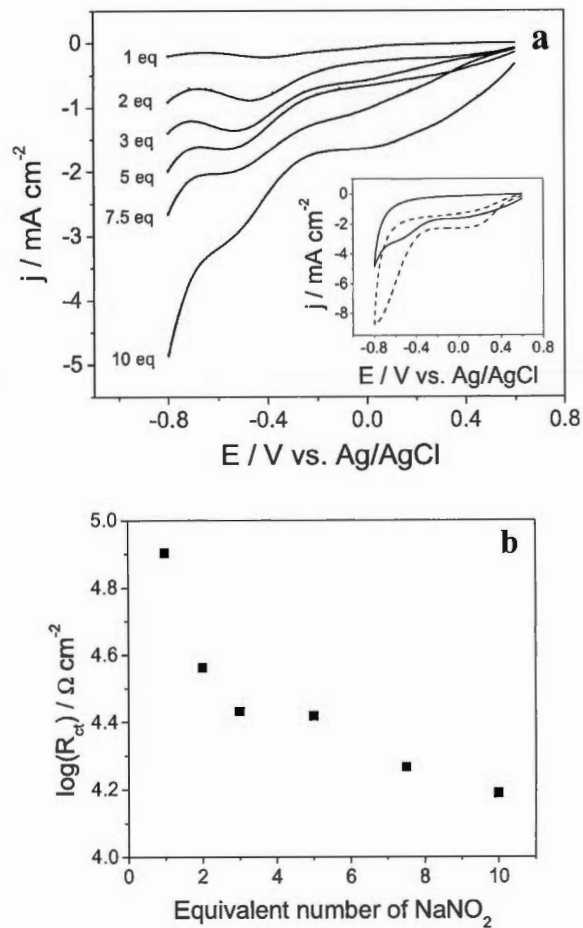 a
0
-1
-2
-3
-4
-5
j / mA cm⁻²
1 eq
2 eq
3 eq
5 eq
7.5 eq
10 eq
0
-2
-4
-6
-8
j / mA cm⁻²
-0.8 -0.4 0.0 0.4 0.8
E / V vs. Ag/AgCl
-0.8 -0.4 0.0 0.4 0.8
E / V vs. Ag/AgCl
b
5.0
4.8
4.6
4.4
4.2
4.0
log(R_ct) / Ω cm⁻²
0 2 4 6 8 10
Equivalent number of NaNO₂